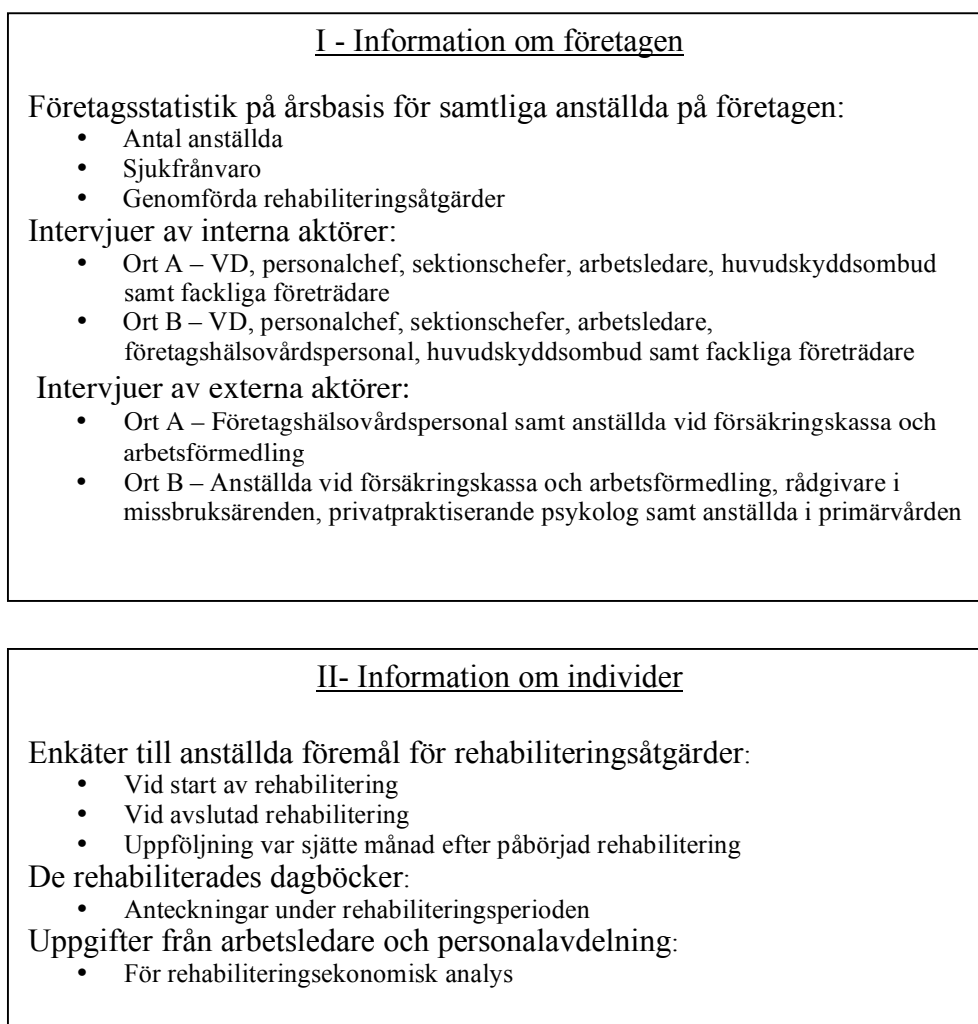 I - Information om företagen
Företagsstatistik på årsbasis för samtliga anställda på företagen:
• Antal anställda
• Sjukfrånvaro
• Genomförda rehabiliteringsåtgärder
Intervjuer av interna aktörer:
• Ort A – VD, personalchef, sektionschefer, arbetsledare, huvudskyddsombud
samt fackliga företrädare
• Ort B – VD, personalchef, sektionschefer, arbetsledare,
företagshälsovårdspersonal, huvudskyddsombud samt fackliga företrädare
Intervjuer av externa aktörer:
• Ort A – Företagshälsovårdspersonal samt anställda vid försäkringskassa och
arbetsförmedling
• Ort B – Anställda vid försäkringskassa och arbetsförmedling, rådgivare i
missbruksärenden, privatpraktiserande psykolog samt anställda i primärvården
II- Information om individer
Enkäter till anställda föremål för rehabiliteringsåtgärder:
• Vid start av rehabilitering
• Vid avslutad rehabilitering
• Uppföljning var sjätte månad efter påbörjad rehabilitering
De rehabiliterades dagböcker:
• Anteckningar under rehabiliteringsperioden
Uppgifter från arbetsledare och personalavdelning:
• För rehabiliteringsekonomisk analys